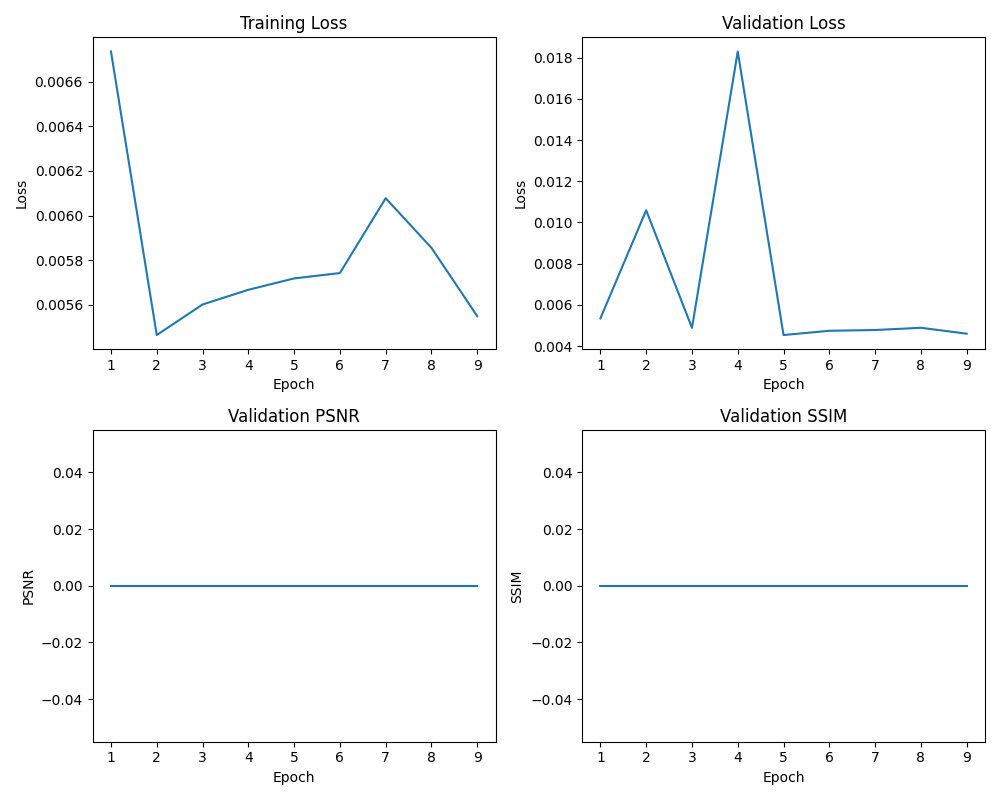 Training Loss
Loss
0.0066
0.0064
0.0062
0.0060
0.0058
0.0056
1 2 3 4 5 6 7 8 9
Epoch
Validation Loss
Loss
0.018
0.016
0.014
0.012
0.010
0.008
0.006
0.004
1 2 3 4 5 6 7 8 9
Epoch
Validation PSNR
PSNR
0.04
0.02
0.00
−0.02
−0.04
1 2 3 4 5 6 7 8 9
Epoch
Validation SSIM
SSIM
0.04
0.02
0.00
−0.02
−0.04
1 2 3 4 5 6 7 8 9
Epoch